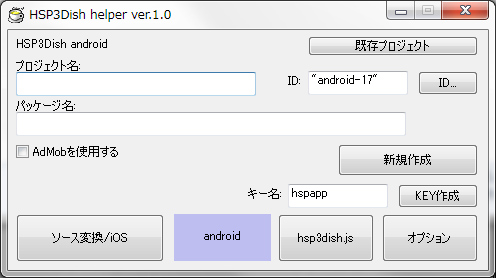 HSP3Dish helper ver.1.0
HSP3Dish android
既存プロジェクト
プロジェクト名:
ID: "android-17" ID...
パッケージ名:
AdMobを使用する
新規作成
キー名: hspapp KEY作成
ソース変換/iOS android hsp3dish.js オプション